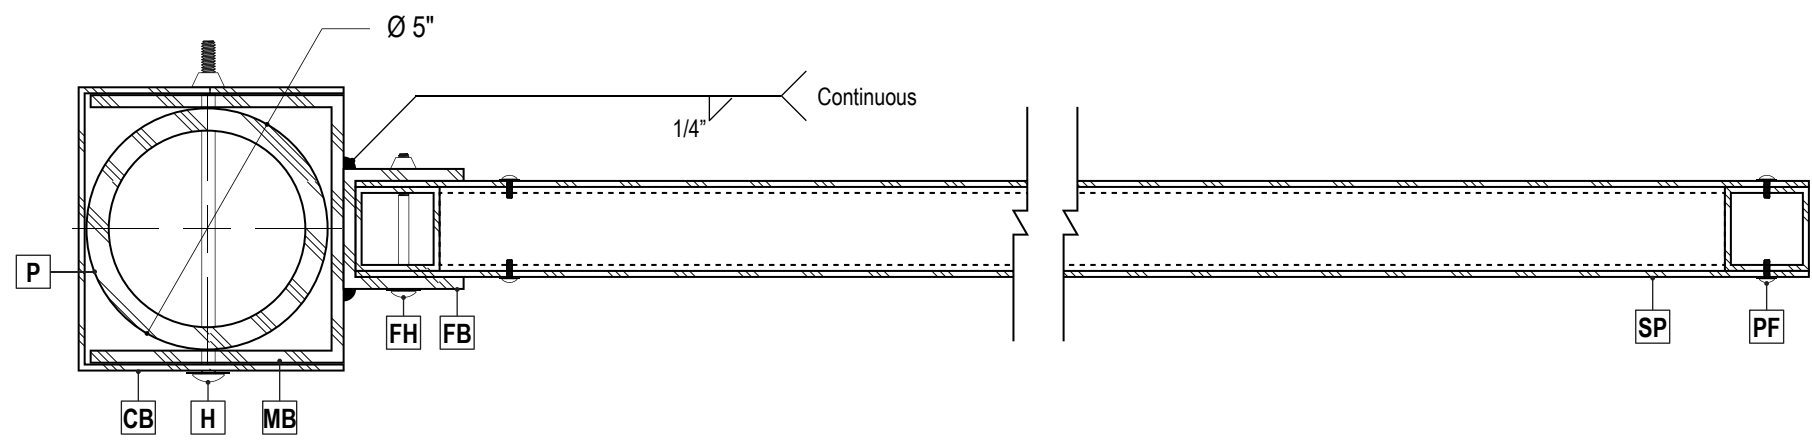 Ø 5"
Continuous
1/4”
P
FH
FB
SP
PF
CB
H
MB